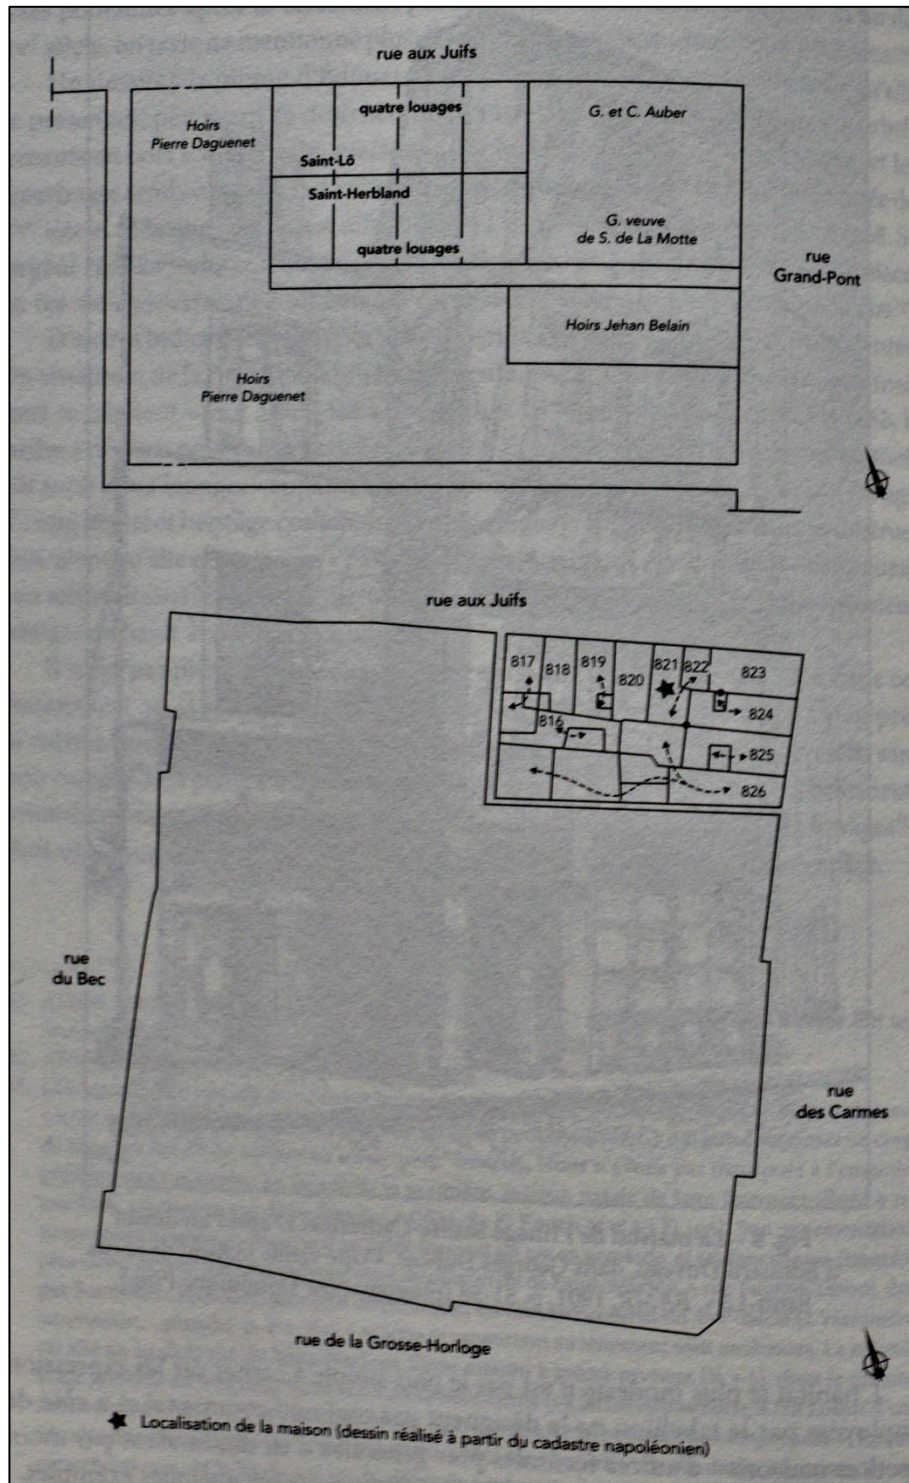 rue aux Juifs
Hoirs
Pierre Daguenet
quatre louages
G. et C. Auber
Saint-Lô
Saint-Herbland
quatre louages
G. veuve
de S. de La Motte
rue
Grand-Pont
Hoirs Jehan Belain
Hoirs
Pierre Daguenet
rue aux Juifs
817
818
819
820
821
822
823
824
816
825
826
rue
du Bec
rue
des Carmes
rue de la Grosse-Horloge
Localisation de la maison (dessin réalisé à partir du cadastre napoléonien)